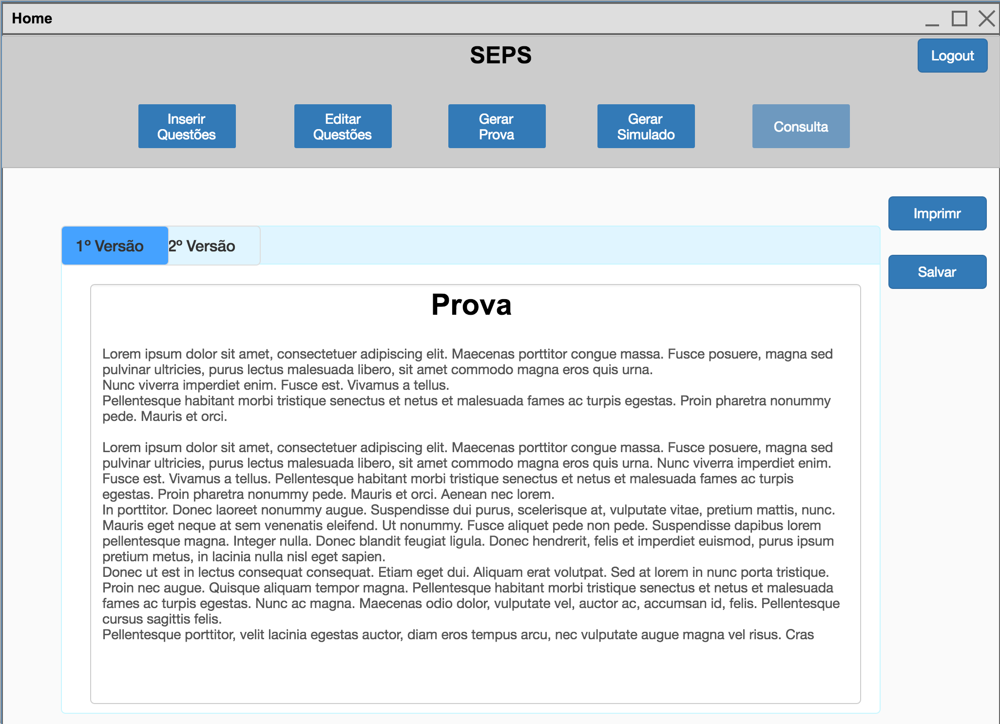 Home
SEPS
Logout
Inserir
Questões
Editar
Questões
Gerar
Prova
Gerar
Simulado
Consulta
Imprimr
1º Versão
2º Versão
Salvar
Prova
Lorem ipsum dolor sit amet, consectetuer adipiscing elit. Maecenas porttitor congue massa. Fusce posuere, magna sed
pulvinar ultricies, purus lectus malesuada libero, sit amet commodo magna eros quis urna.
Nunc viverra imperdiet enim. Fusce est. Vivamus a tellus.
Pellentesque habitant morbi tristique senectus et netus et malesuada fames ac turpis egestas. Proin pharetra nonummy
pede. Mauris et orci.
Lorem ipsum dolor sit amet, consectetuer adipiscing elit. Maecenas porttitor congue massa. Fusce posuere, magna sed
pulvinar ultricies, purus lectus malesuada libero, sit amet commodo magna eros quis urna. Nunc viverra imperdiet enim.
Fusce est. Vivamus a tellus. Pellentesque habitant morbi tristique senectus et netus et malesuada fames ac turpis
egestas. Proin pharetra nonummy pede. Mauris et orci. Aenean nec lorem.
In porttitor. Donec laoreet nonummy augue. Suspendisse dui purus, scelerisque at, vulputate vitae, pretium mattis, nunc.
Mauris eget neque at sem venenatis eleifend. Ut nonummy. Fusce aliquet pede non pede. Suspendisse dapibus lorem
pellentesque magna. Integer nulla. Donec blandit feugiat ligula. Donec hendrerit, felis et imperdiet euismod, purus ipsum
pretium metus, in lacinia nulla nisl eget sapien.
Donec ut est in lectus consequat consequat. Etiam eget dui. Aliquam erat volutpat. Sed at lorem in nunc porta tristique.
Proin nec augue. Quisque aliquam tempor magna. Pellentesque habitant morbi tristique senectus et netus et malesuada
fames ac turpis egestas. Nunc ac magna. Maecenas odio dolor, vulputate vel, auctor ac, accumsan id, felis. Pellentesque
cursus sagittis felis.
Pellentesque porttitor, velit lacinia egestas auctor, diam eros tempus arcu, nec vulputate augue magna vel risus. Cras